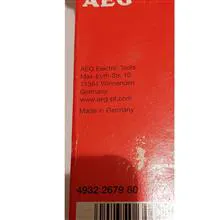 AEG
AEG Electric Tools
Max-Eyth-Str. 10
71364 Winnenden
Germany
www.aeg-pt.com
Made in Germany
4932 2679 80